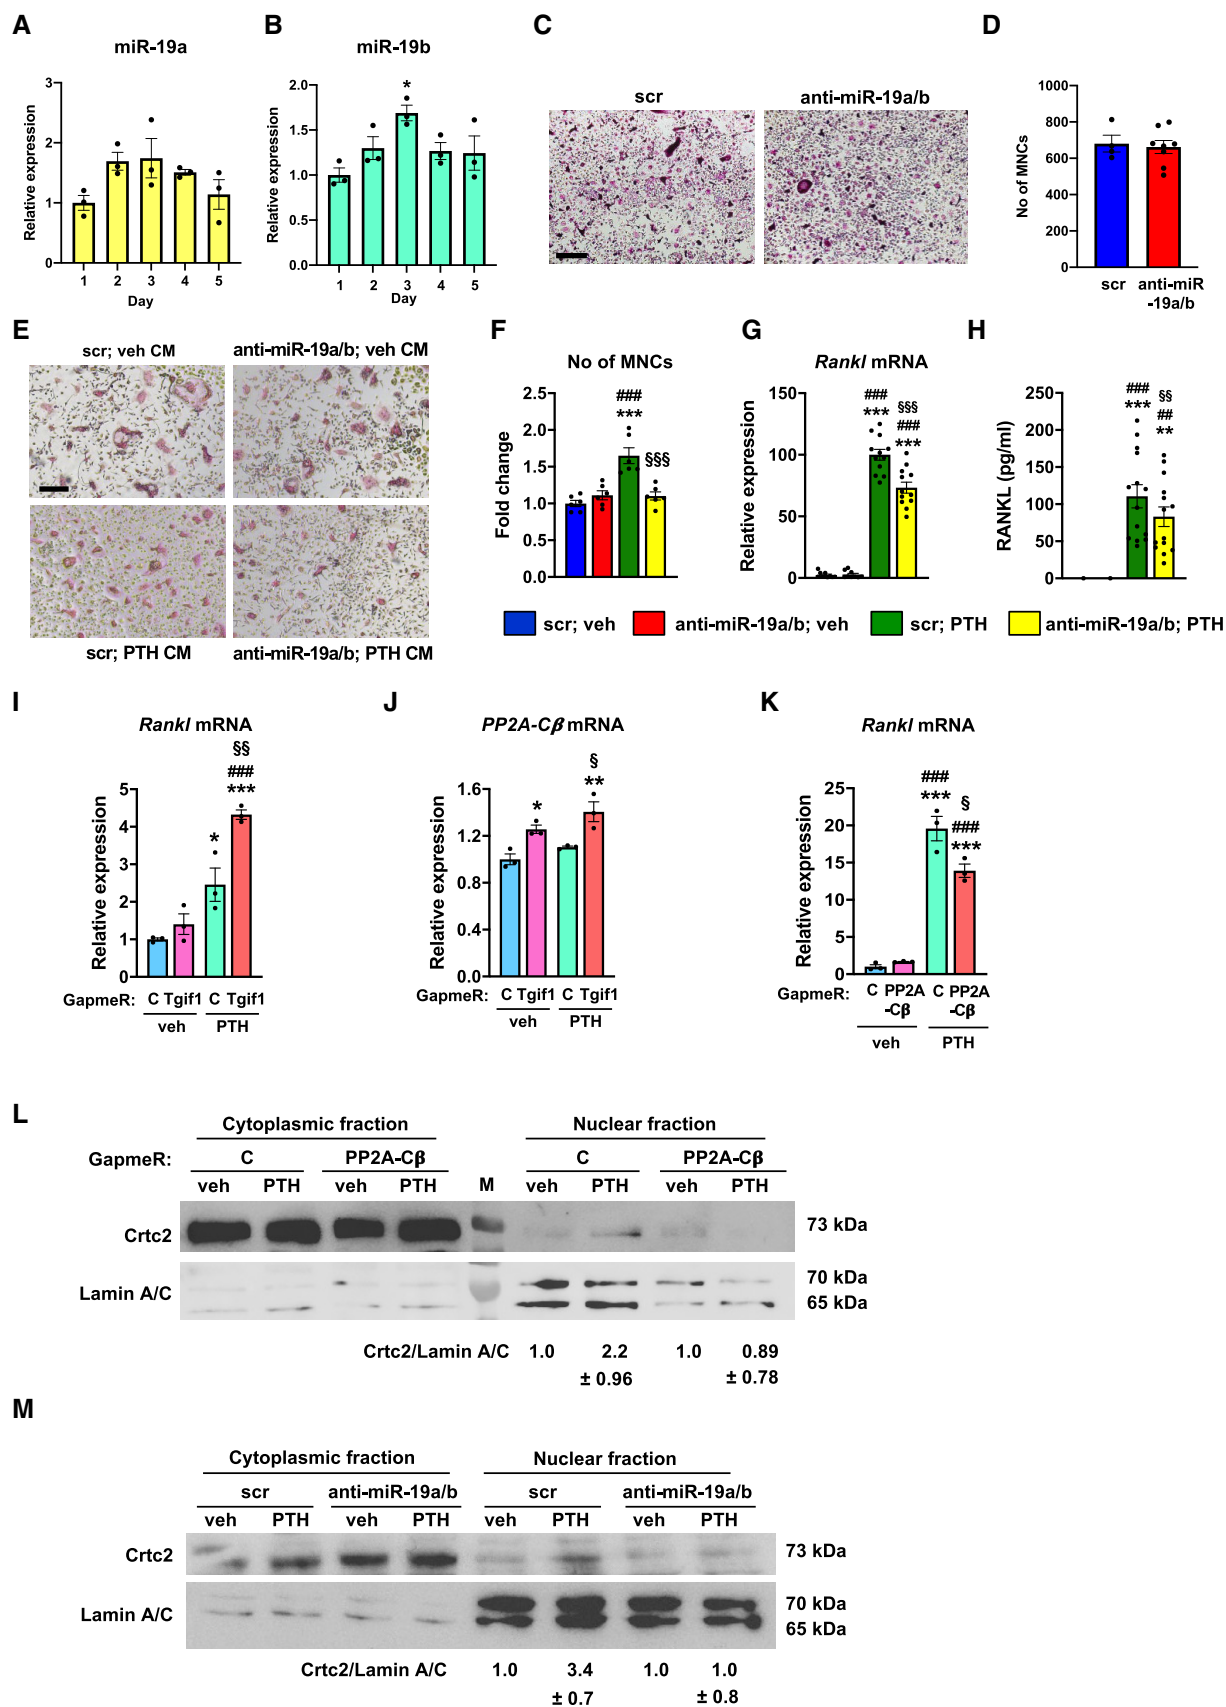 A
miR-19a
Relative expression
3
2
1
0
1 2 3 4 5
Day
B
miR-19b
Relative expression
2.0
1.5
1.0
0.5
0.0
*
1 2 3 4 5
Day
C
scr
anti-miR-19a/b
D
No of MNCs
1000
800
600
400
200
0
scr anti-miR
-19a/b
E
scr; veh CM
anti-miR-19a/b; veh CM
scr; PTH CM
anti-miR-19a/b; PTH CM
F
No of MNCs
Fold change
2.5
2.0
1.5
1.0
0.5
0.0
###
***
§§§
G
Rankl mRNA
Relative expression
150
100
50
0
###
***
§§§
###
***
H
RANKL (pg/ml)
250
200
150
100
50
0
###
***
§§
##
**
scr; veh
anti-miR-19a/b; veh
scr; PTH
anti-miR-19a/b; PTH
I
Rankl mRNA
Relative expression
5
4
3
2
1
0
*
§§
###
***
GapmeR: C Tgif1 C Tgif1
veh PTH
J
PP2A-Cβ mRNA
Relative expression
1.6
1.2
0.8
0.4
0.0
*
§
**
GapmeR: C Tgif1 C Tgif1
veh PTH
K
Rankl mRNA
Relative expression
25
20
15
10
5
0
###
***
§
###
***
GapmeR: C PP2A C PP2A
-Cβ -Cβ
veh PTH
L
Cytoplasmic fraction Nuclear fraction
GapmeR: C PP2A-Cβ C PP2A-Cβ
veh PTH veh PTH M veh PTH veh PTH
Crtc2 73 kDa
Lamin A/C 70 kDa
65 kDa
Crtc2/Lamin A/C 1.0 2.2 1.0 0.89
± 0.96 ± 0.78
M
Cytoplasmic fraction Nuclear fraction
scr anti-miR-19a/b scr anti-miR-19a/b
veh PTH veh PTH veh PTH veh PTH
Crtc2 73 kDa
Lamin A/C 70 kDa
65 kDa
Crtc2/Lamin A/C 1.0 3.4 1.0 1.0
± 0.7 ± 0.8